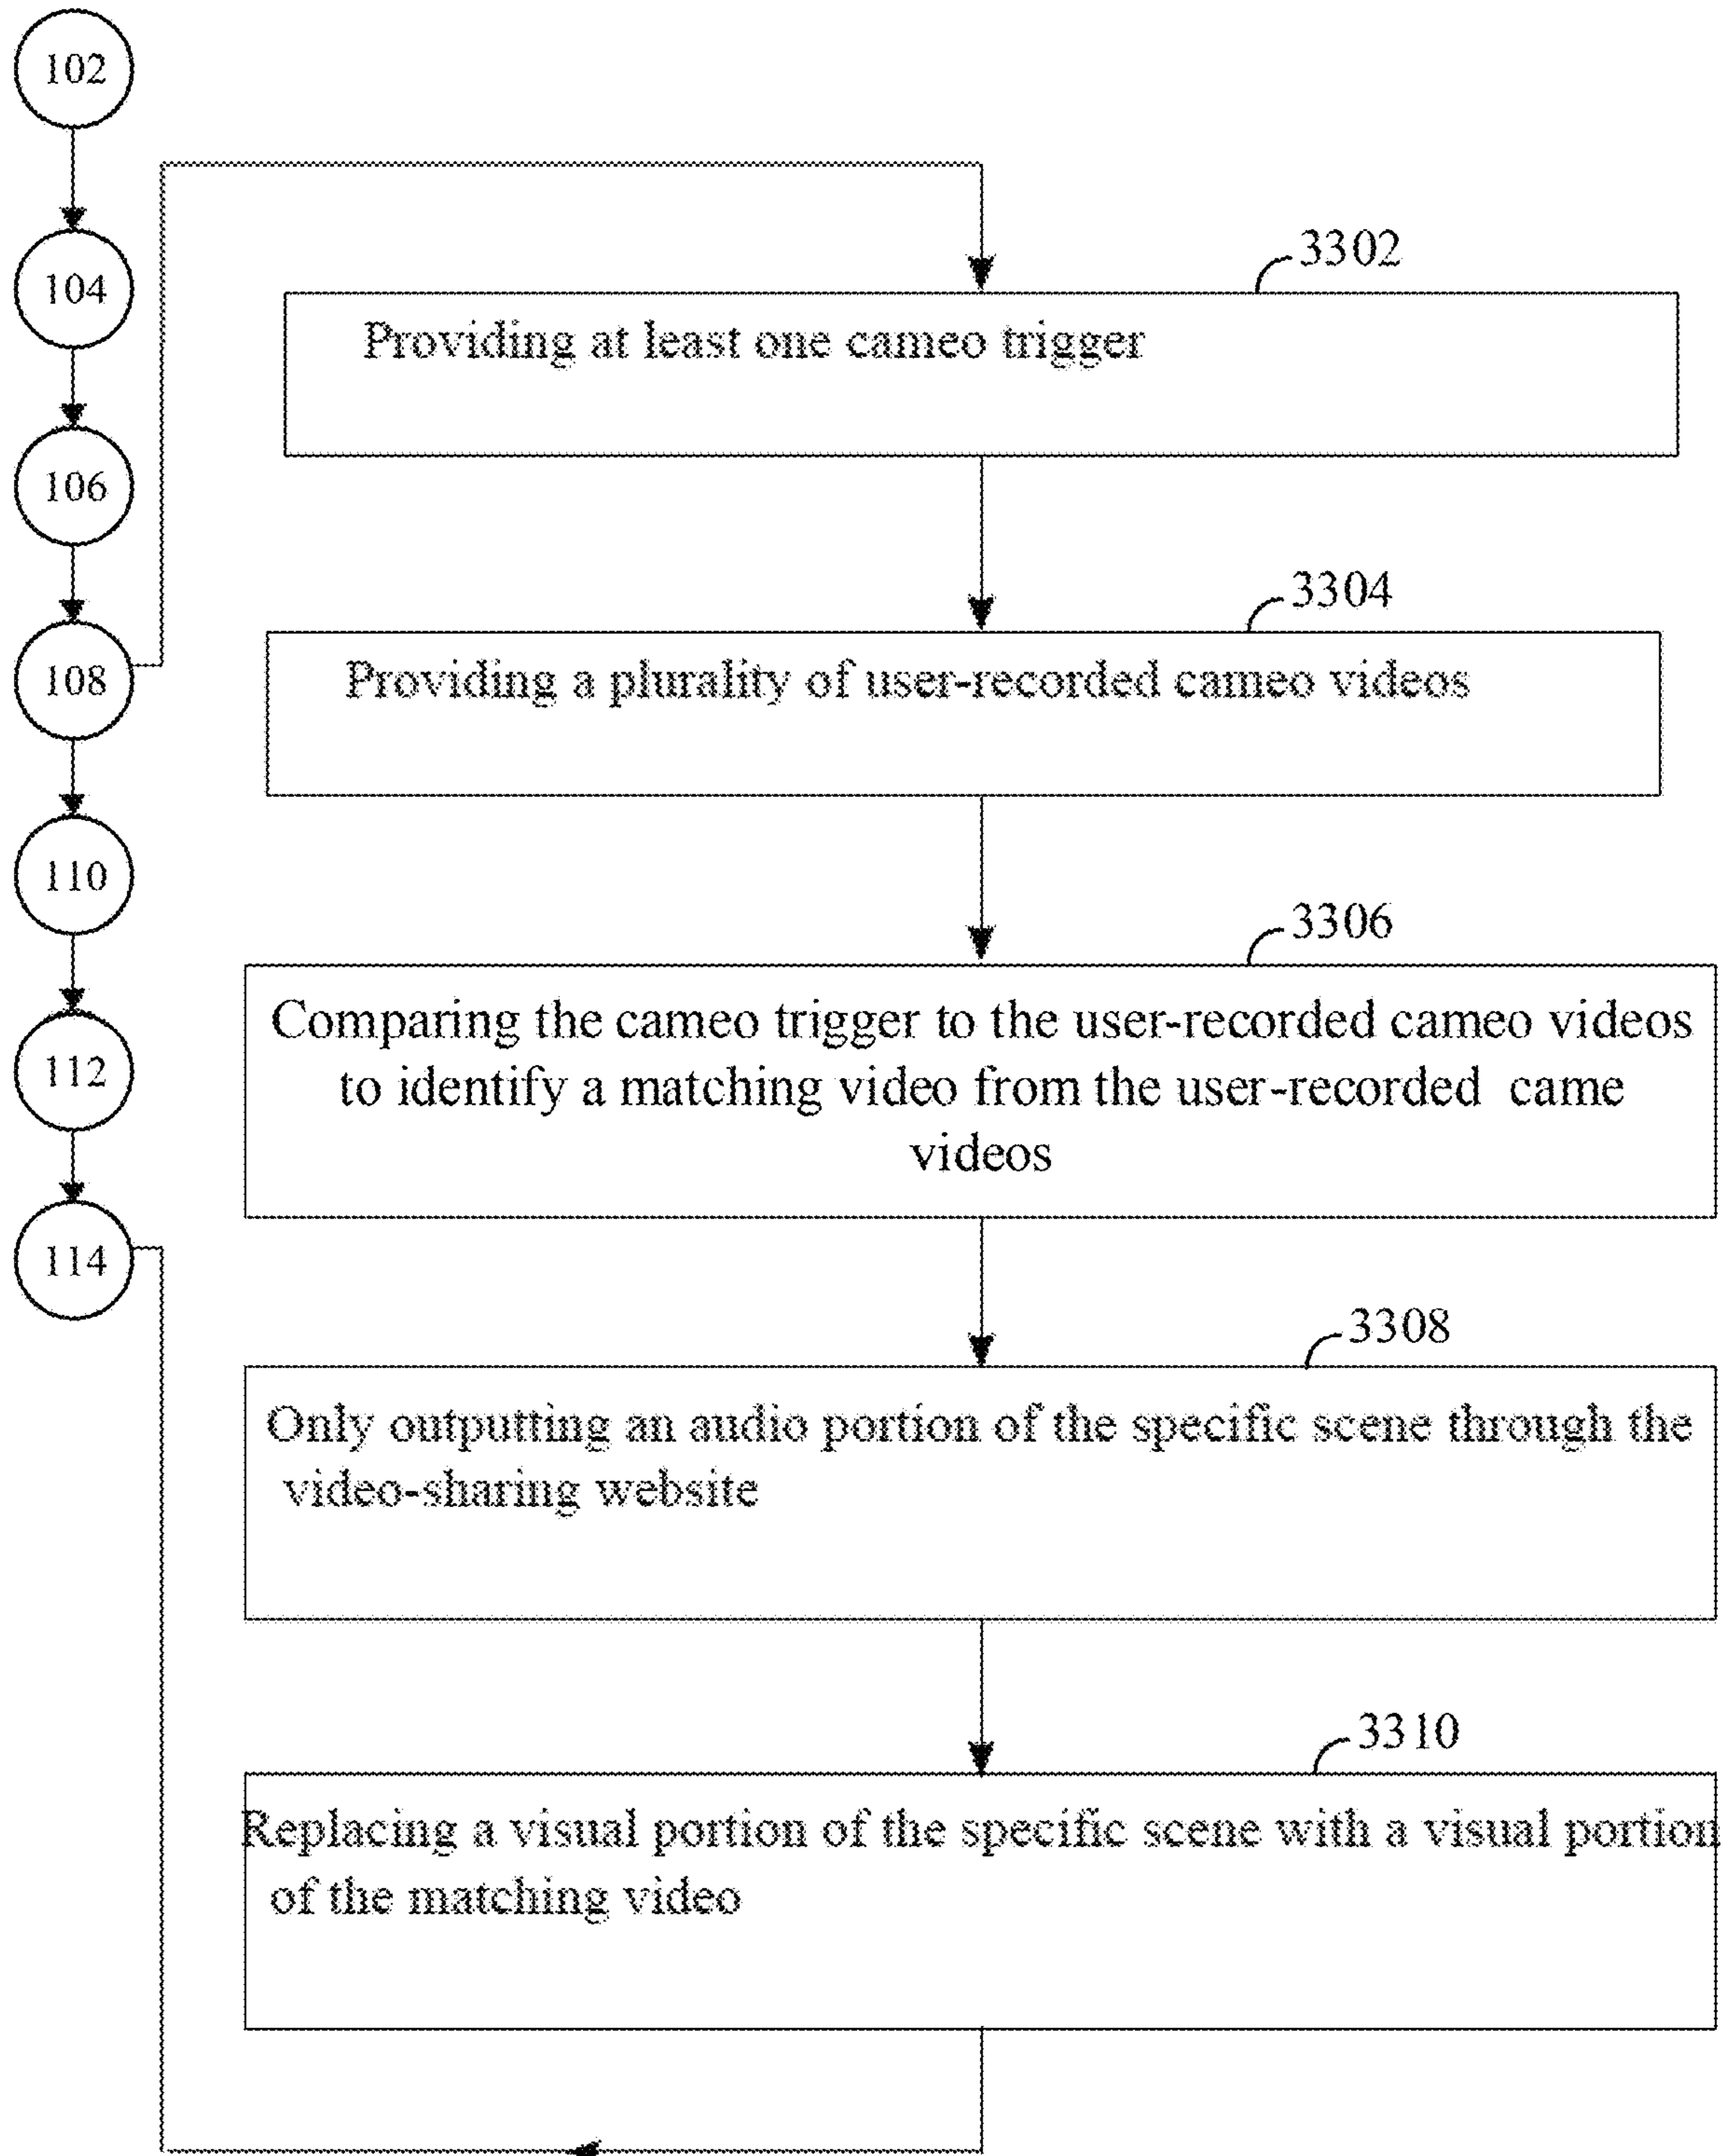 102
104
106
108
110
112
114
3302
Providing at least one cameo trigger
3304
Providing a plurality of user-recorded cameo videos
3306
Comparing the cameo trigger to the user-recorded cameo videos
to identify a matching video from the user-recorded came
videos
3308
Only outputting an audio portion of the specific scene through the
video-sharing website
3310
Replacing a visual portion of the specific scene with a visual portion
of the matching video